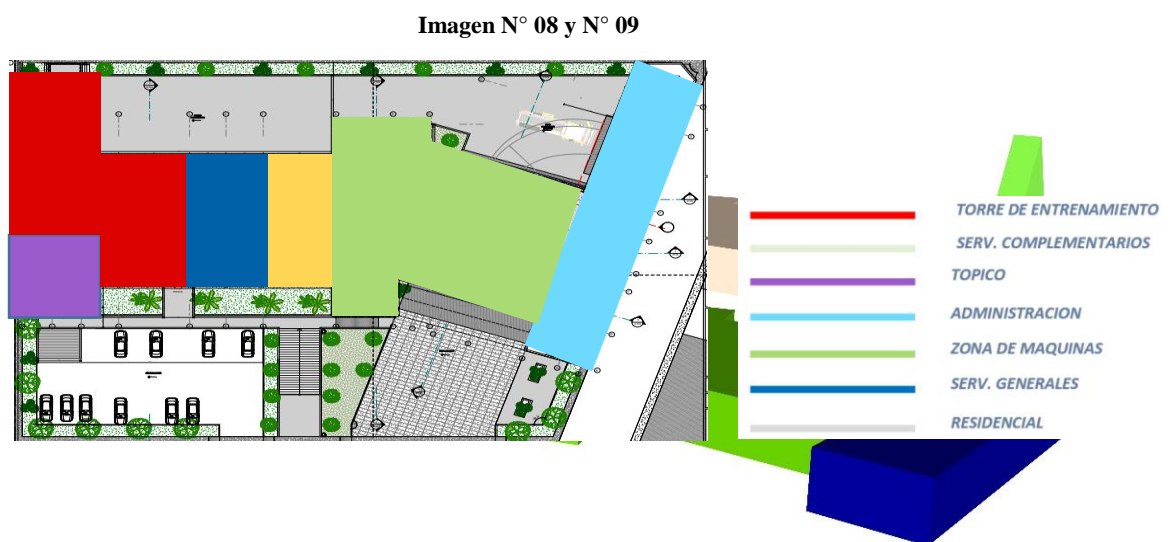 Imagen N° 08 y N° 09
TORRE DE ENTRENAMIENTO
SERV. COMPLEMENTARIOS
TOPICO
ADMINISTRACION
ZONA DE MAQUINAS
SERV. GENERALES
RESIDENCIAL